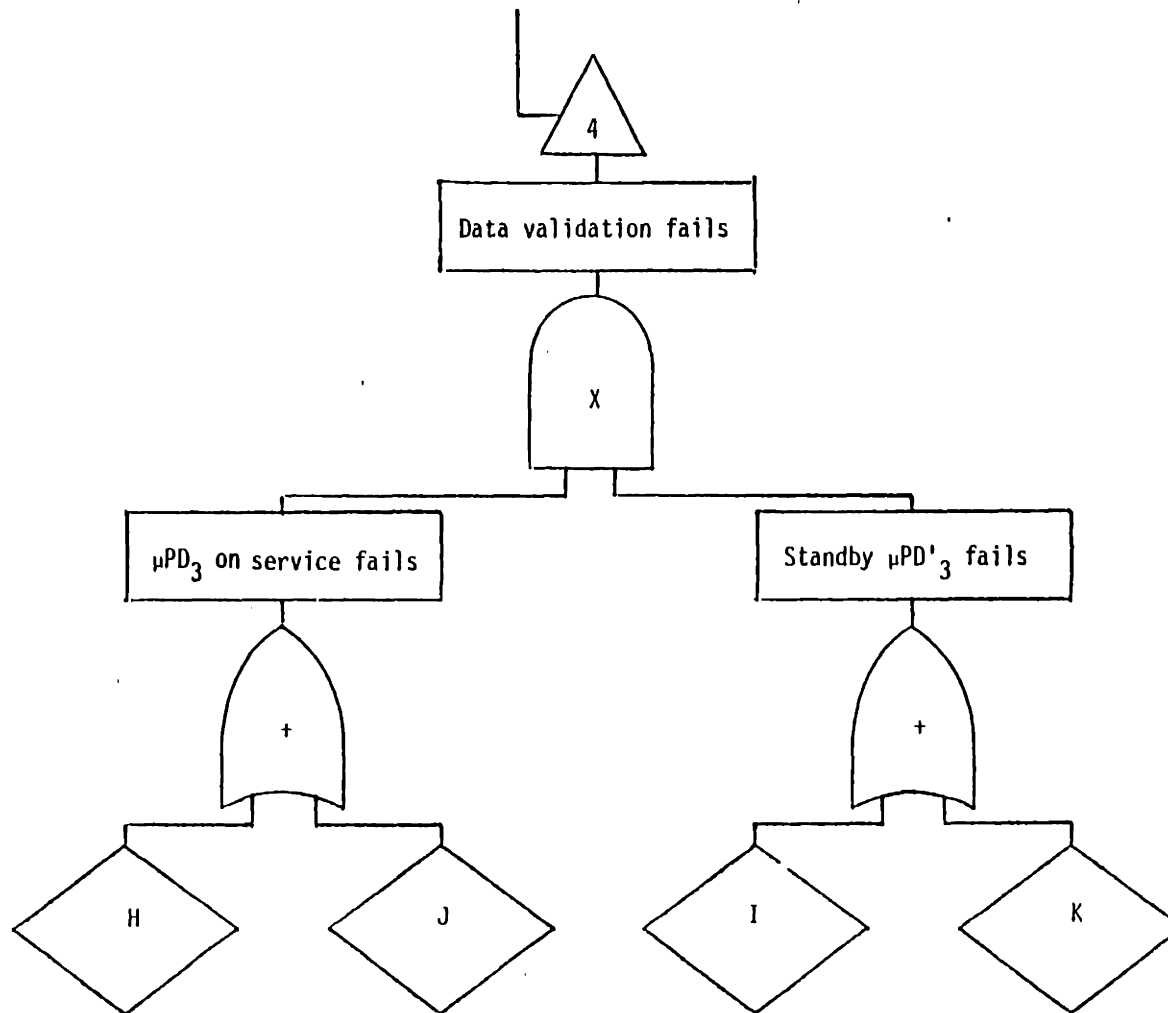 4
Data validation fails
X
μPD₃ on service fails
Standby μPD'₃ fails
+
+
H
J
I
K